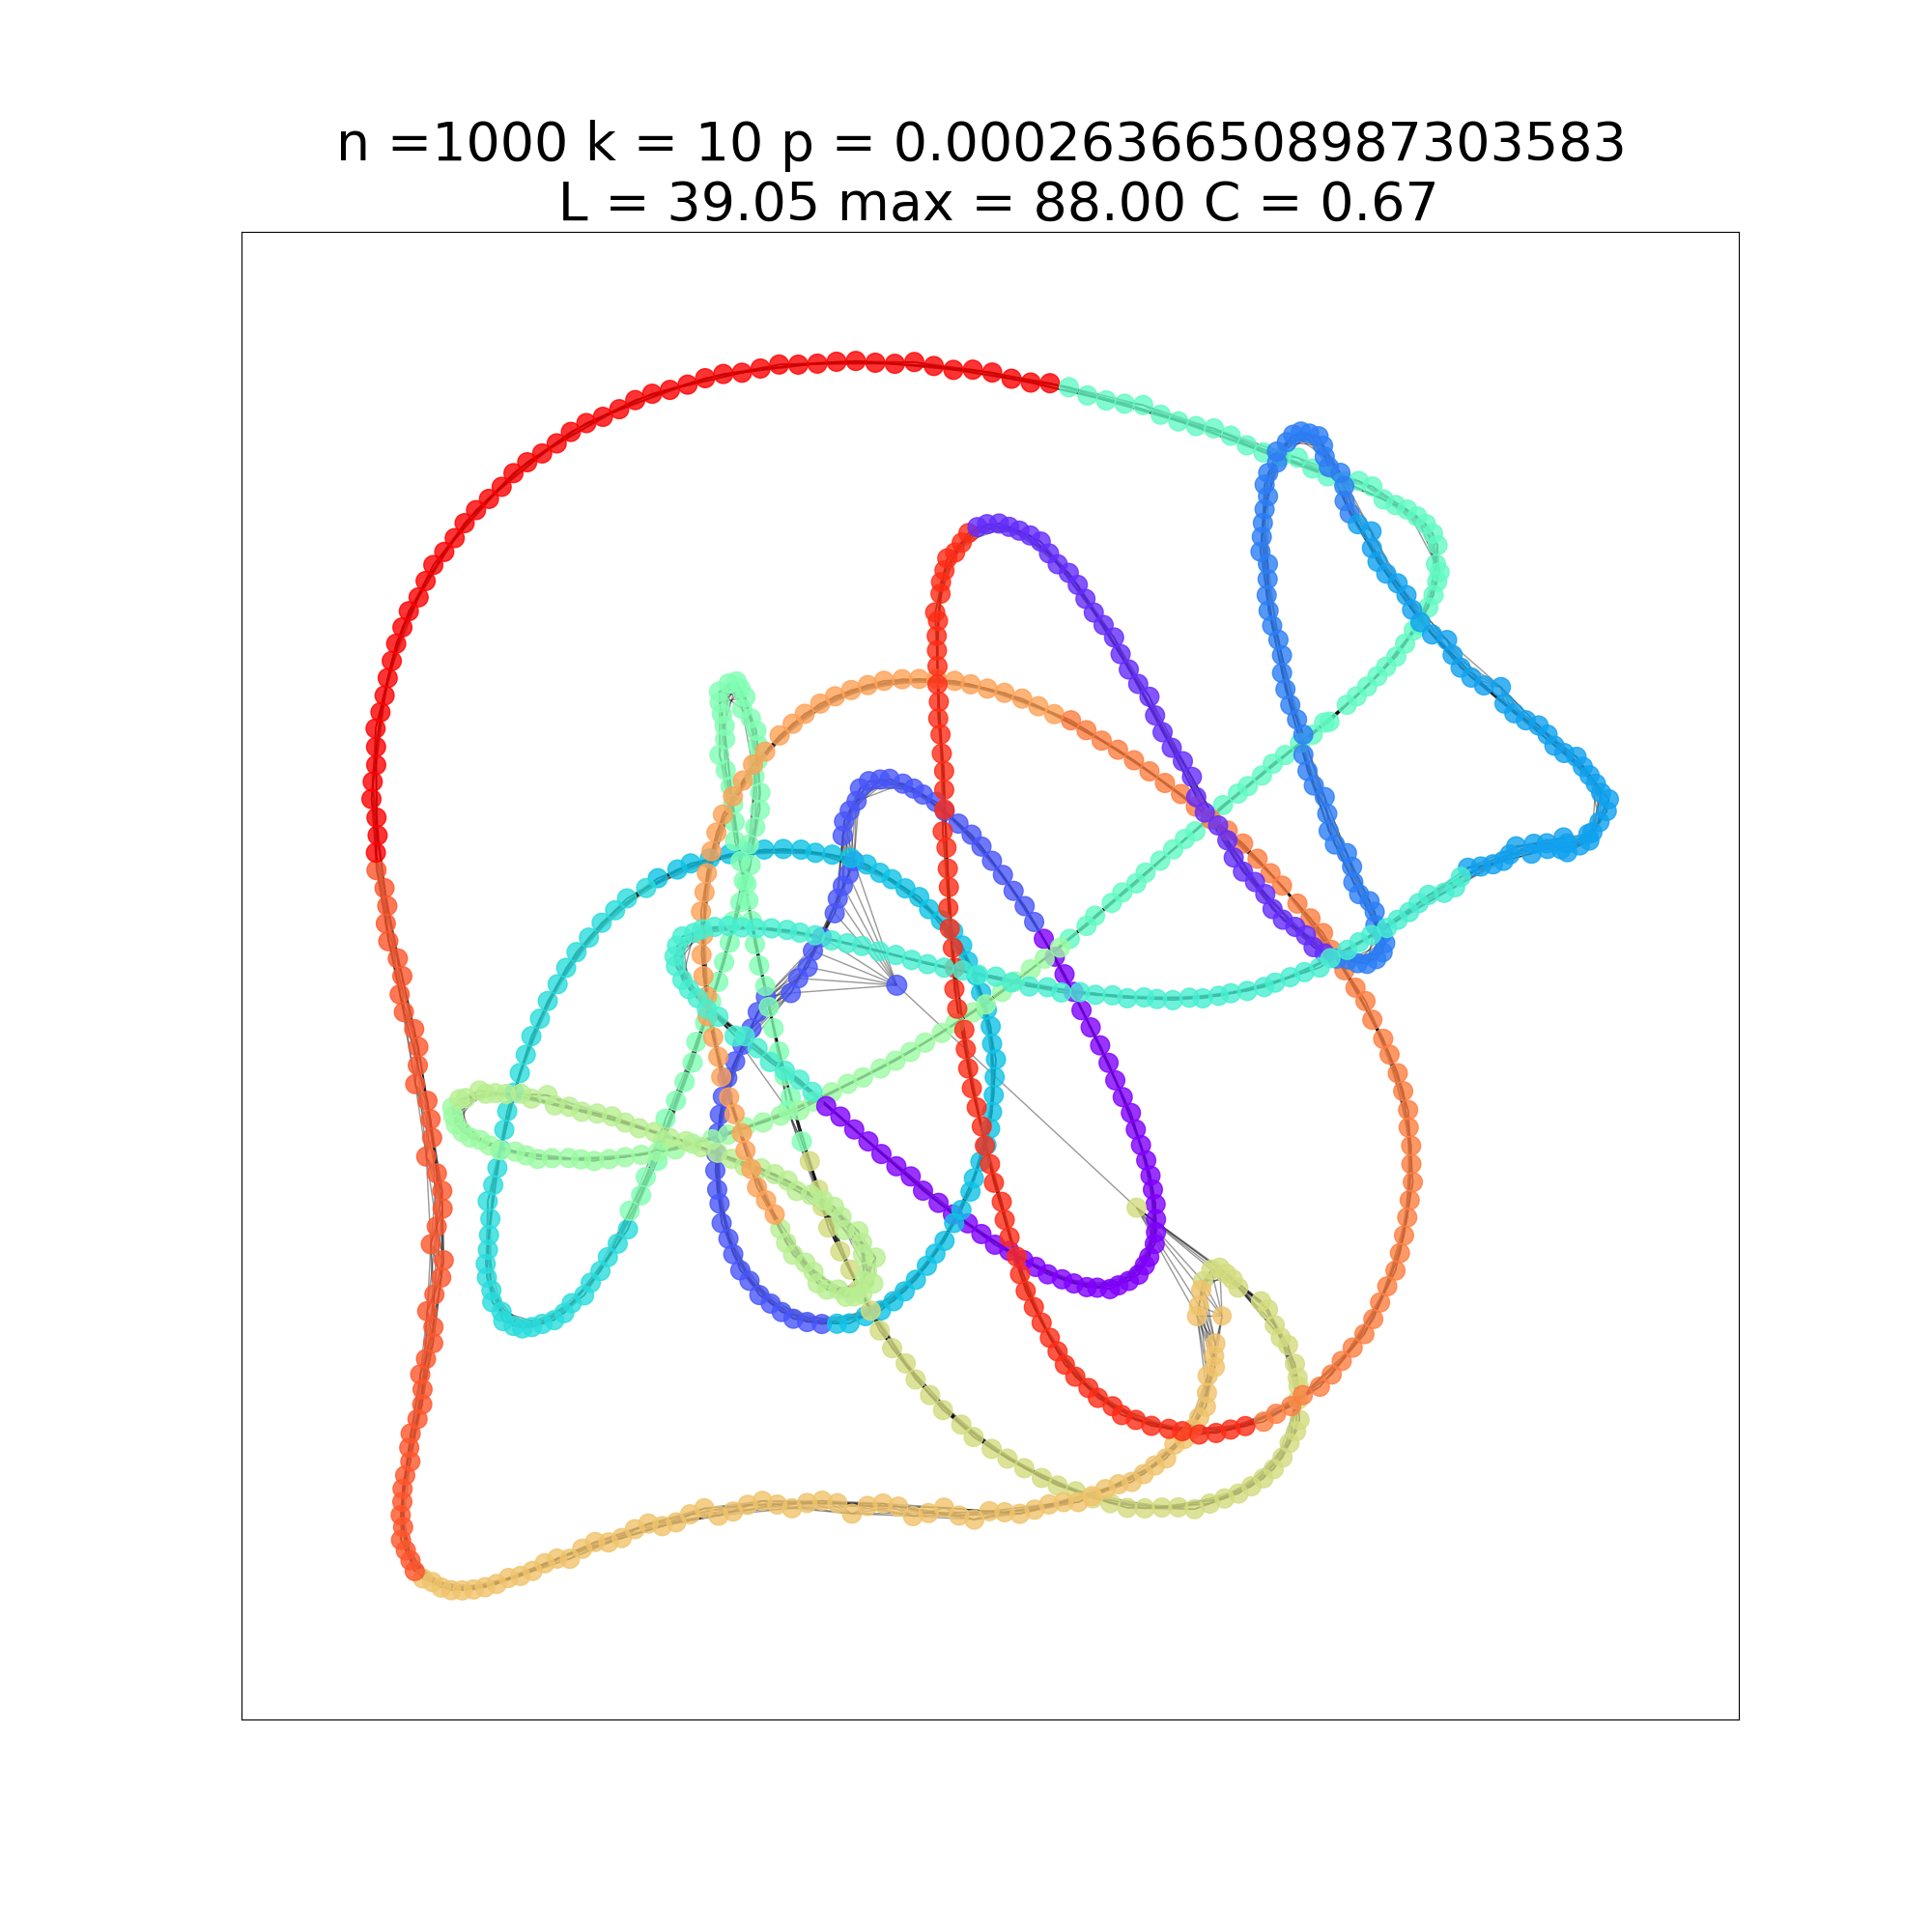 n =1000 k = 10 p = 0.00026366508987303583
L = 39.05 max = 88.00 C = 0.67